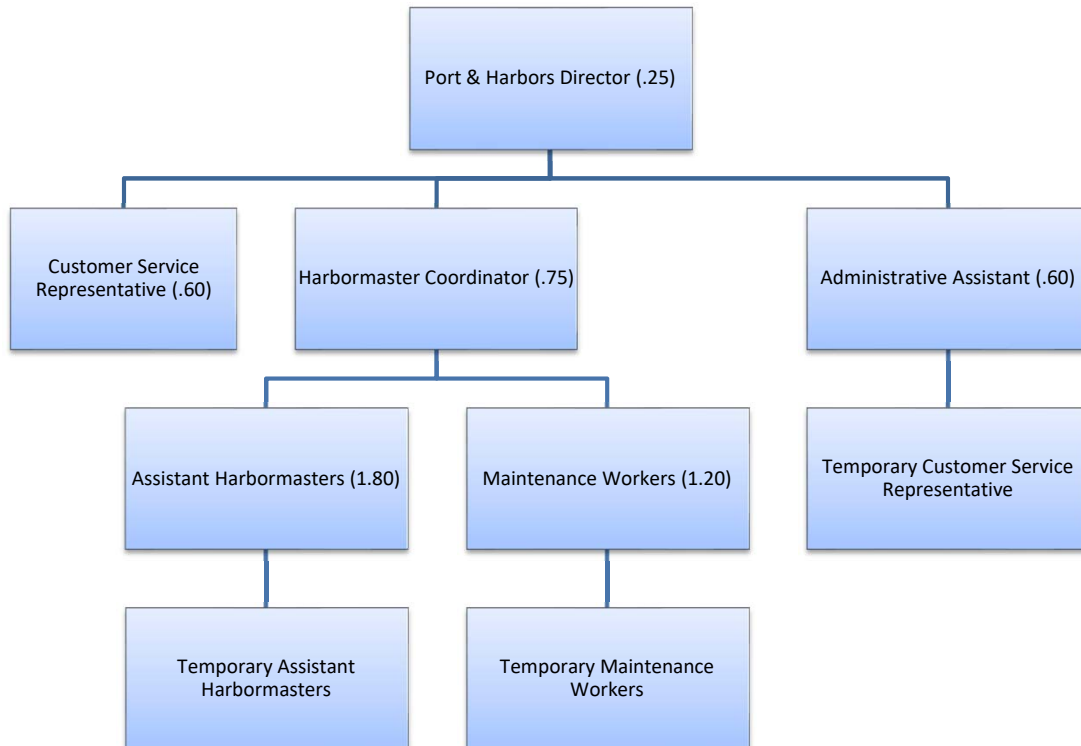 Port & Harbors Director (.25)
Customer Service
Representative (.60)
Harbormaster Coordinator (.75)
Administrative Assistant (.60)
Assistant Harbormasters (1.80)
Maintenance Workers (1.20)
Temporary Customer Service
Representative
Temporary Assistant
Harbormasters
Temporary Maintenance
Workers